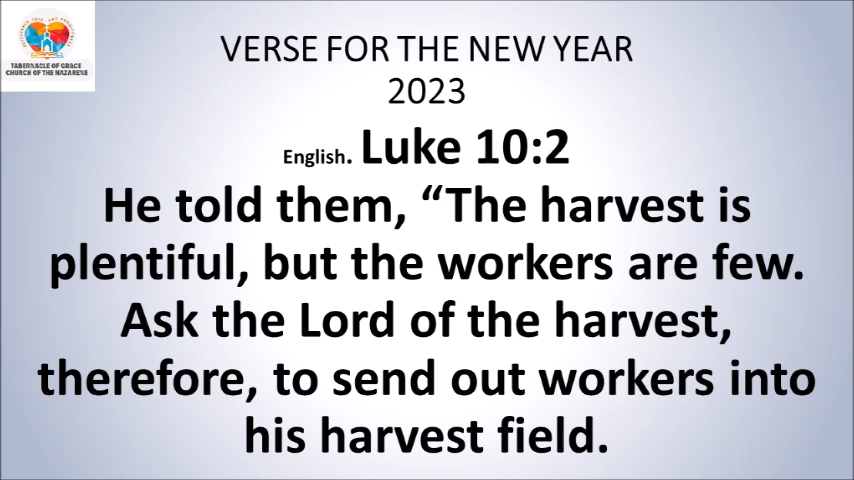 TABERNACLE OF GRACE
CHURCH OF THE NAZARENE
VERSE FOR THE NEW YEAR
2023
English. Luke 10:2
He told them, “The harvest is
plentiful, but the workers are few.
Ask the Lord of the harvest,
therefore, to send out workers into
his harvest field.